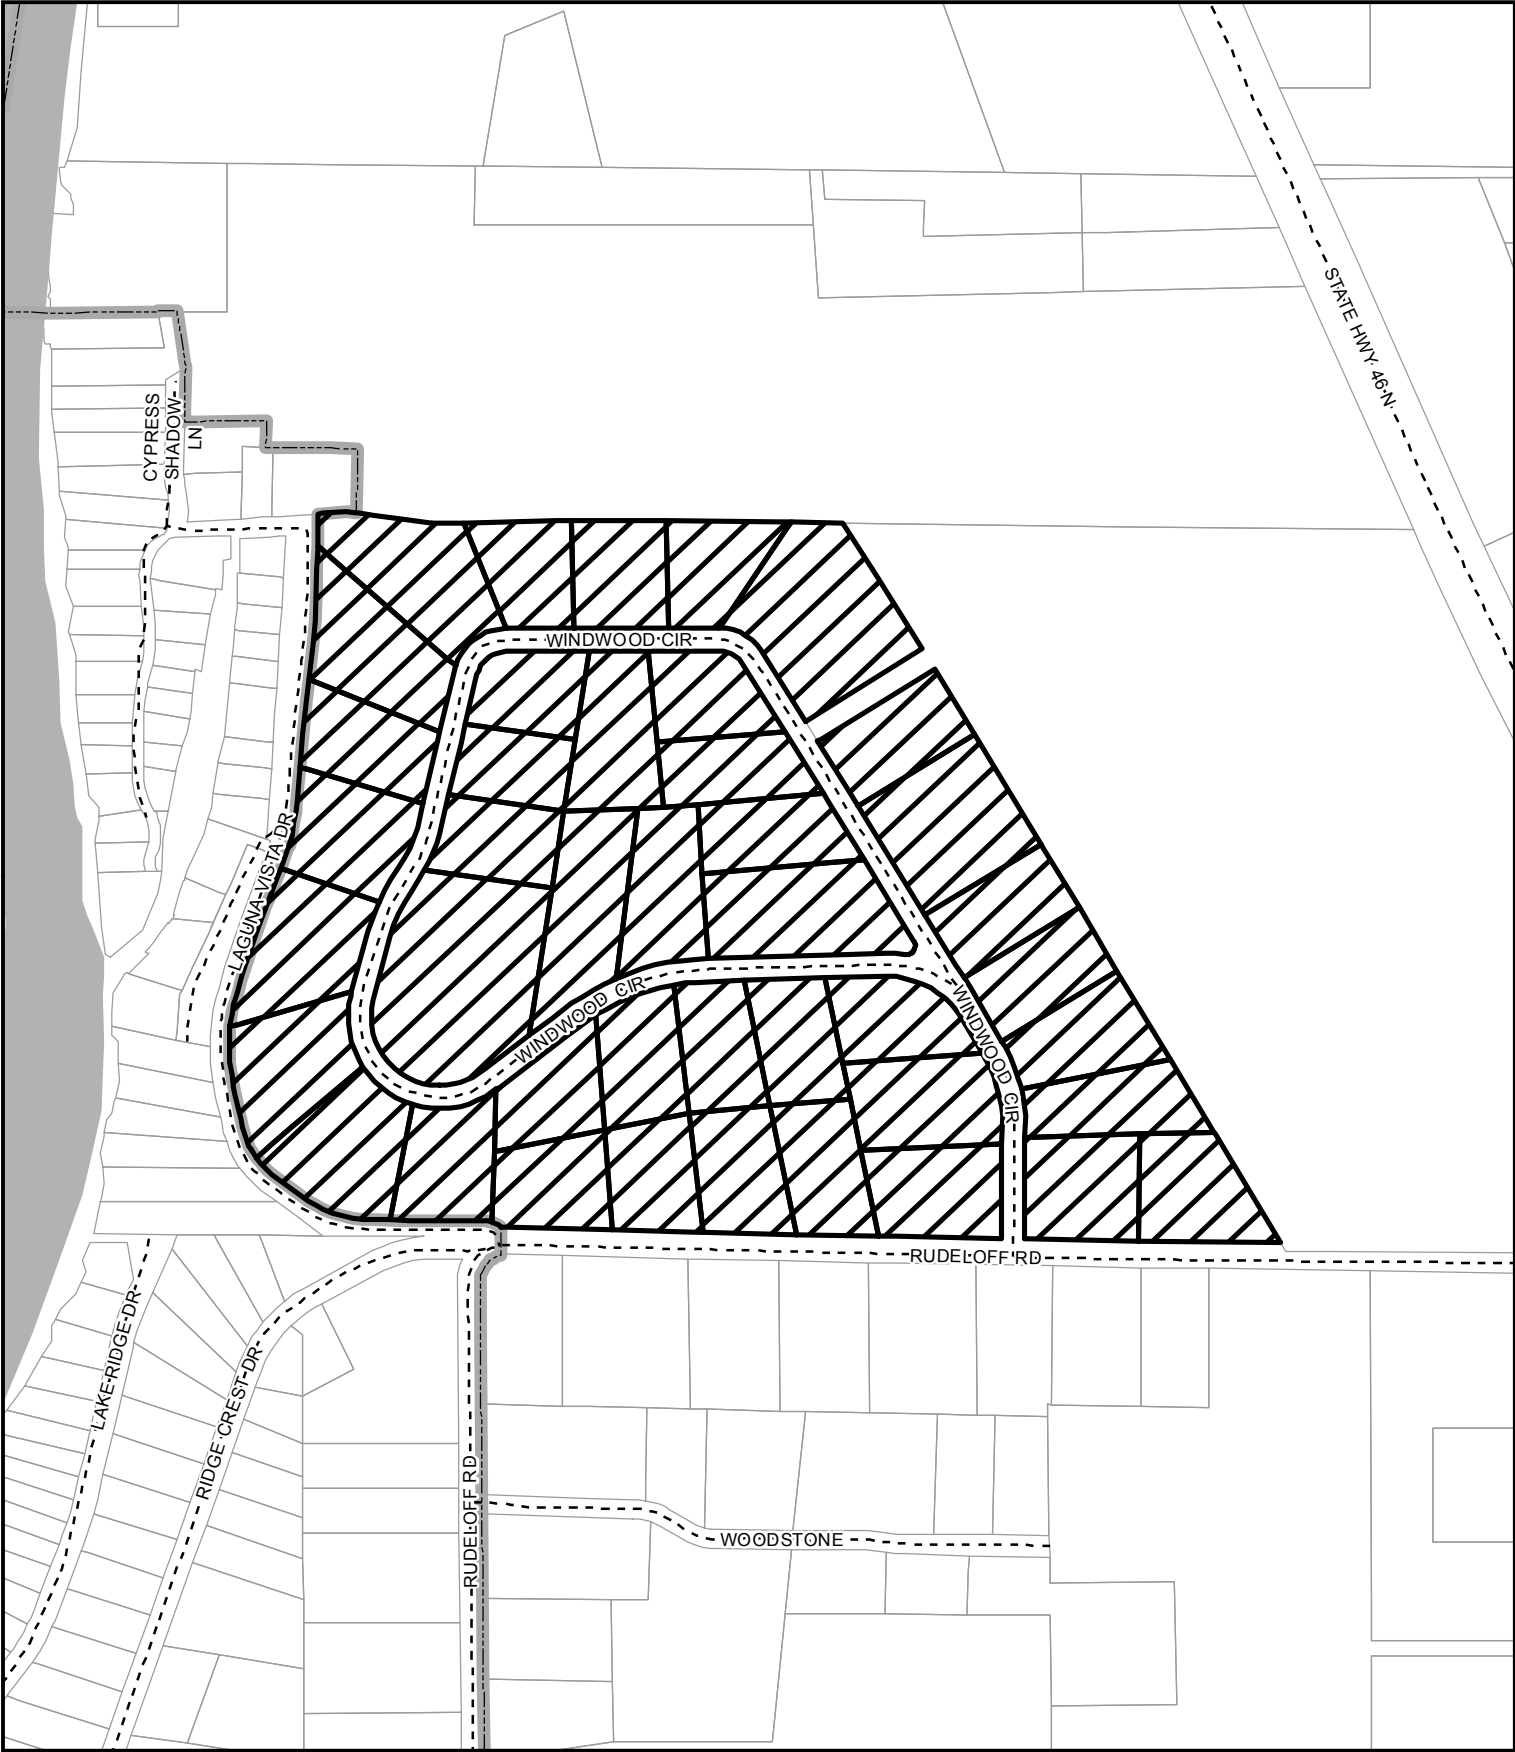 STATE HWY 46 N
CYPRESS
SHADOW
LN
WINDWOOD CIR
LAGUNA VISTA DR
WINDWOOD CIR
WINDWOOD CIR
RUDELOFF RD
LAKE RIDGE DR
RIDGE CREST DR
RUDELOFF RD
WOODSTONE